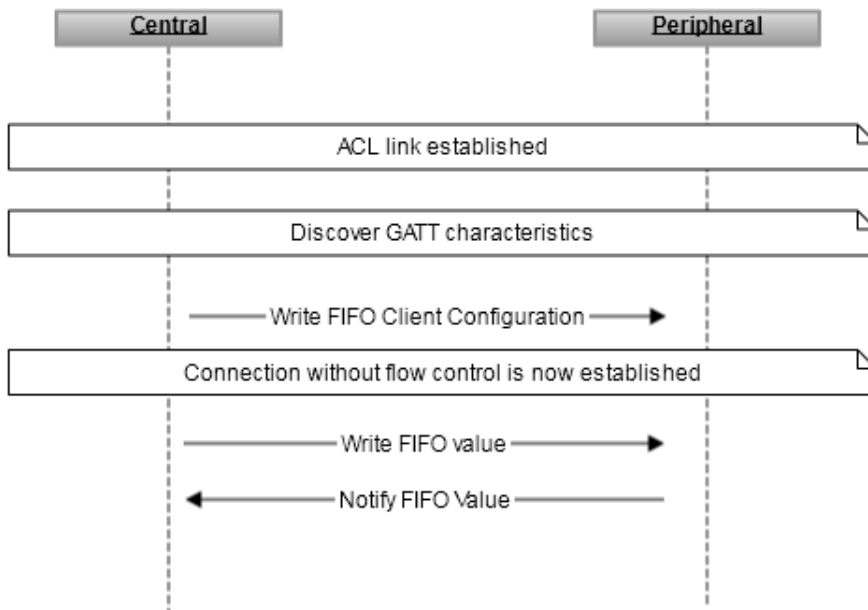 Central
Peripheral
ACL link established
Discover GATT characteristics
Write FIFO Client Configuration
Connection without flow control is now established
Write FIFO value
Notify FIFO Value